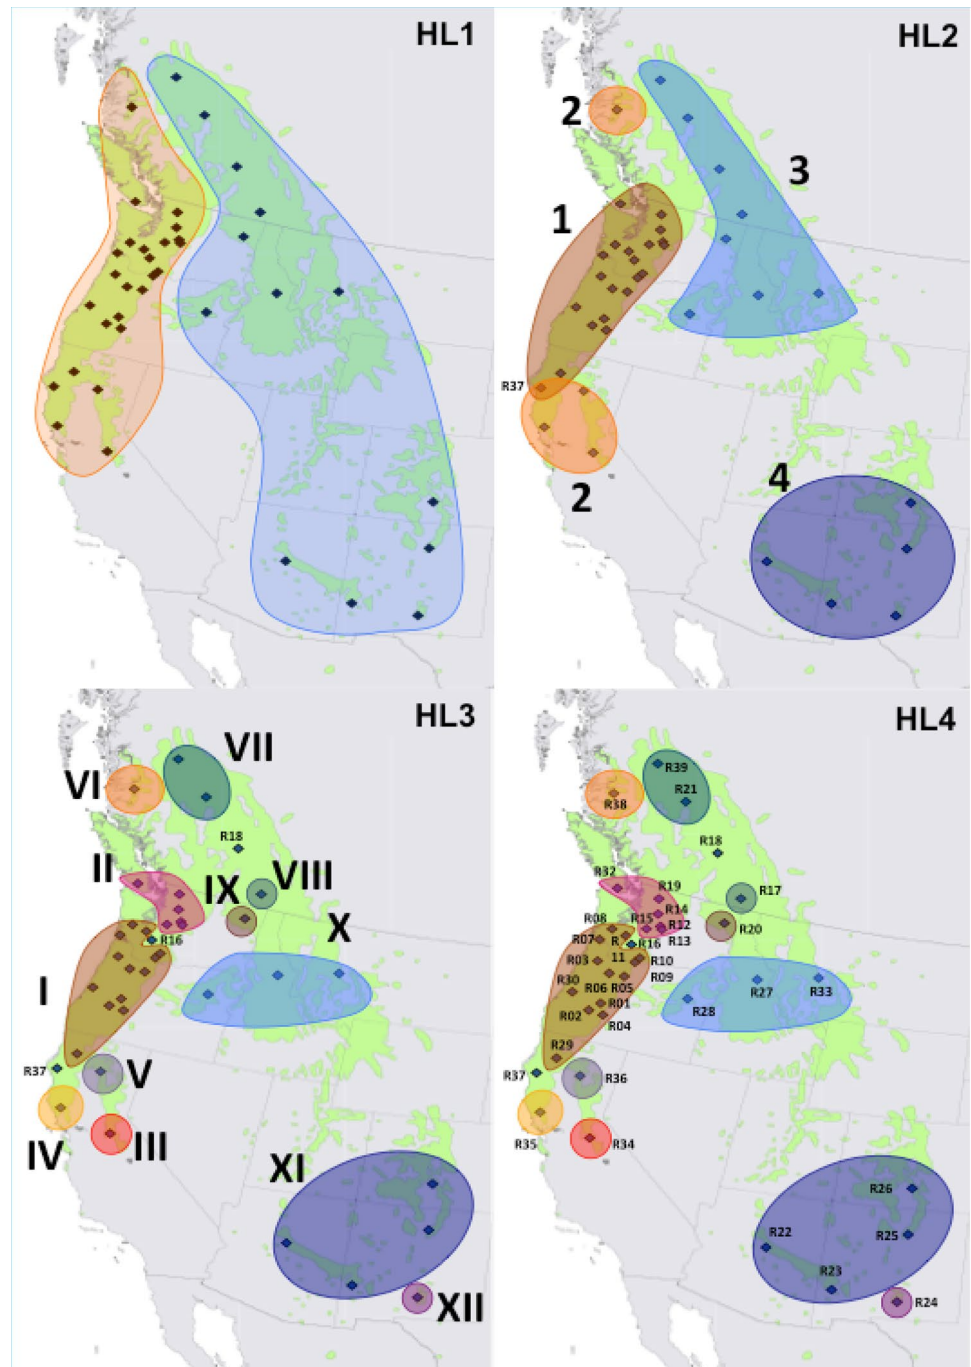 HL1
HL2
2
3
1
R37
2
4
HL3
VII
VI
R18
II
IX
VIII
X
R16
I
R37
V
IV
III
XI
XII
HL4
R39
R21
R38
R18
R32
R19
R17
R08
R15
R14
R12
R20
R07
R
R16
R13
11
R03
R10
R09
R30
R06
R05
R27
R33
R28
R01
R02
R04
R29
R37
R36
R35
R34
R26
R22
R25
R23
R24